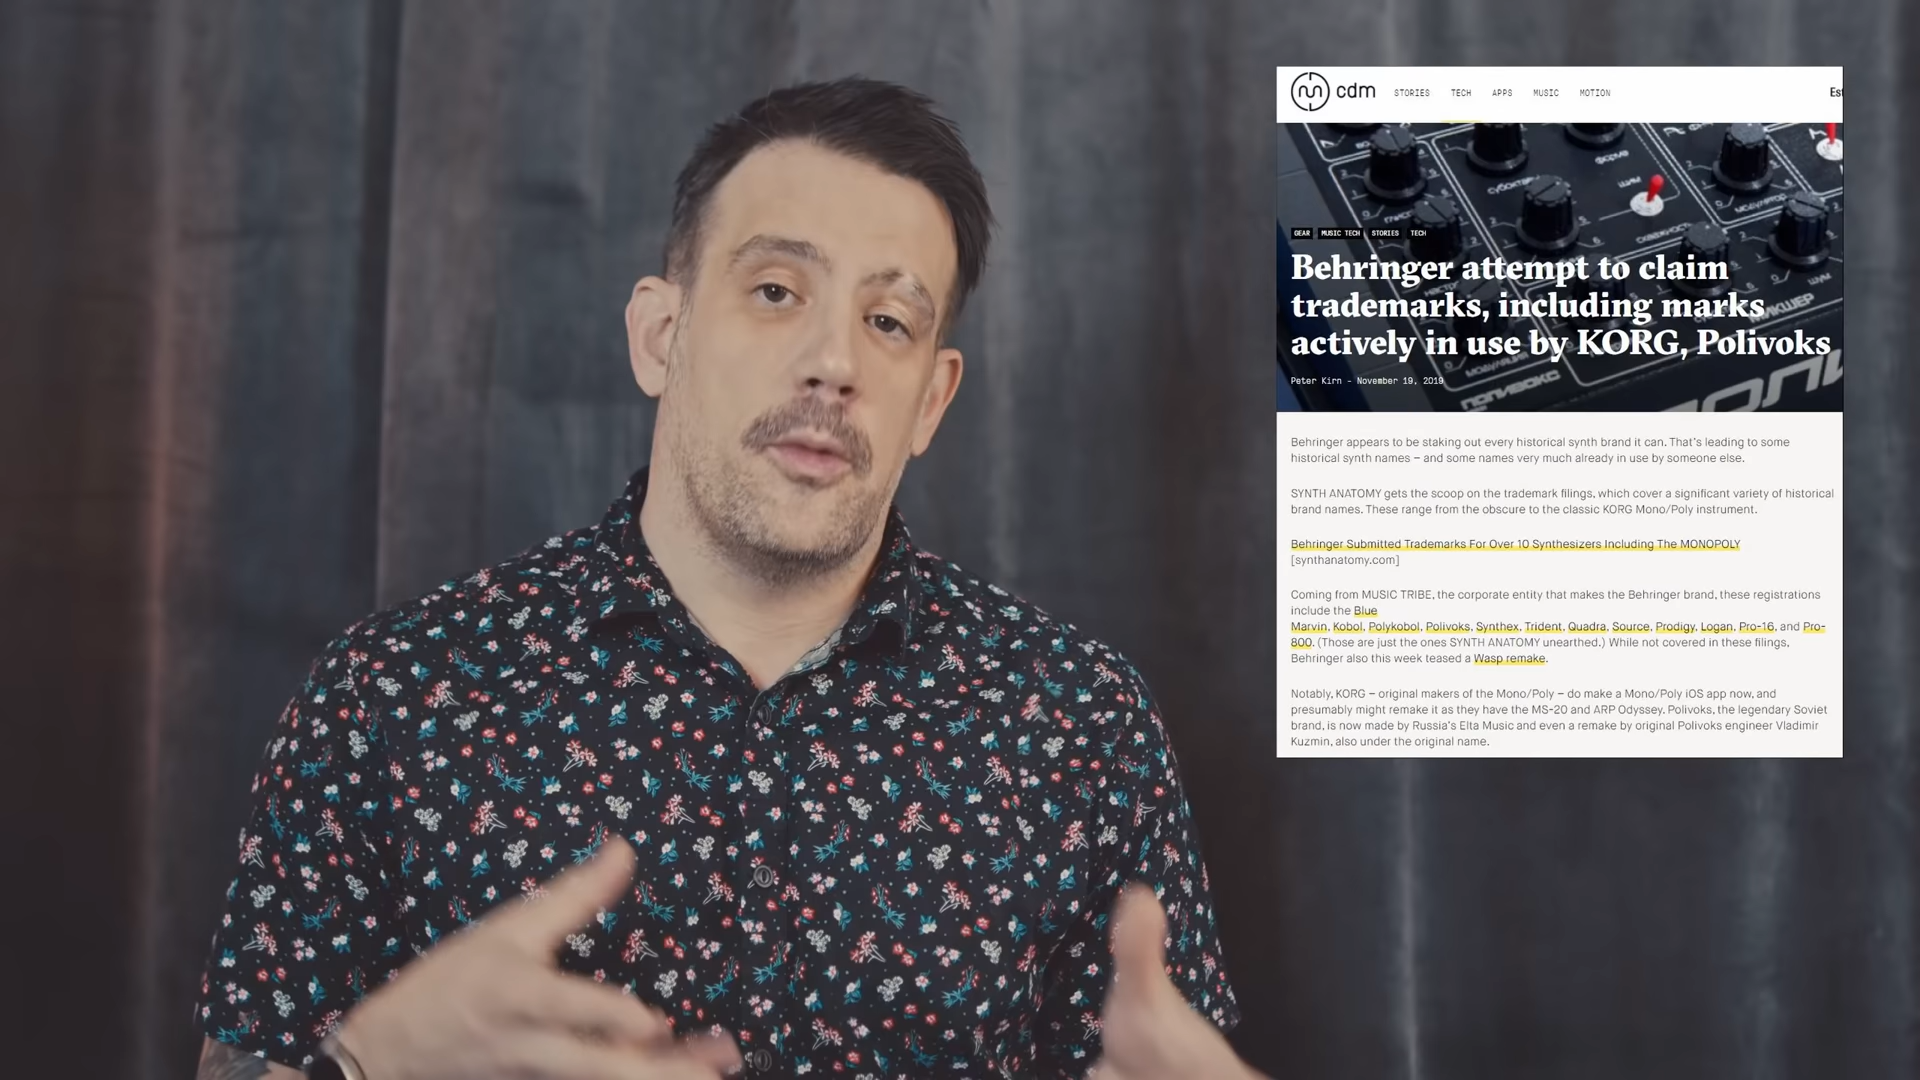 cdm STORIES TECH APPS MUSIC MOTION
GEAR MUSIC TECH STORIES TECH
Behringer attempt to claim
trademarks, including marks
actively in use by KORG, Polivoks
Peter Kirn - November 19, 2019
Behringer appears to be staking out every historical synth brand it can. That's leading to some
historical synth names – and some names very much already in use by someone else.
SYNTH ANATOMY gets the scoop on the trademark filings, which cover a significant variety of historical
brand names. These range from the obscure to the classic KORG Mono/Poly instrument.
Behringer Submitted Trademarks For Over 10 Synthesizers Including The MONOPOLY
[synthanatomy.com]
Coming from MUSIC TRIBE, the corporate entity that makes the Behringer brand, these registrations
include the Blue
Marvin, Kobol, Polykobol, Polivoks, Synthex, Trident, Quadra, Source, Prodigy, Logan, Pro-16, and Pro-
800. (Those are just the ones SYNTH ANATOMY unearthed.) While not covered in these filings,
Behringer also this week teased a Wasp remake.
Notably, KORG – original makers of the Mono/Poly – do make a Mono/Poly iOS app now, and
presumably might remake it as they have the MS-20 and ARP Odyssey. Polivoks, the legendary Soviet
brand, is now made by Russia's Elta Music and even a remake by original Polivoks engineer Vladimir
Kuzmin, also under the original name.